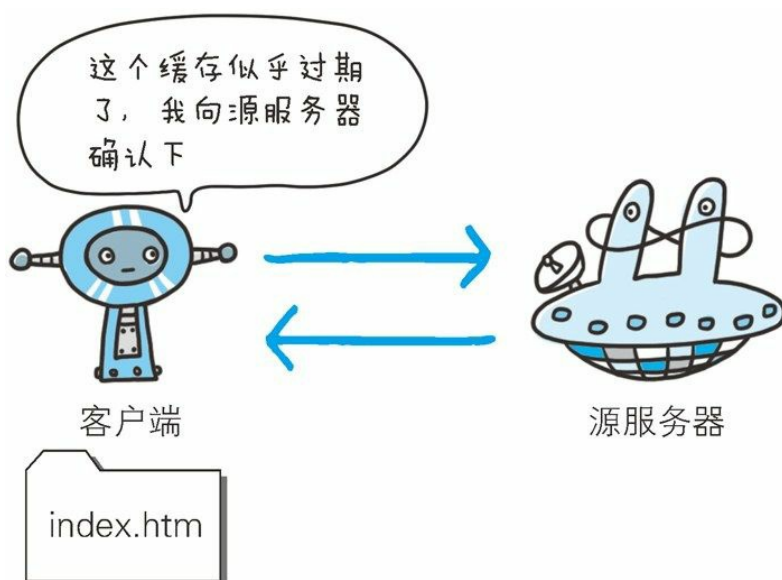 这个缓存似乎过期
了，我向源服务器
确认下
客户端
源服务器
index.htm